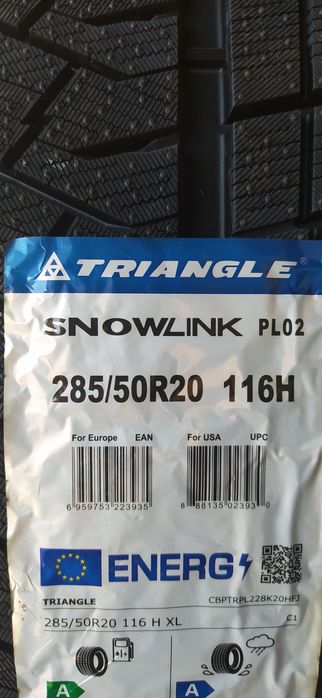 TRIANGLE®
SNOWLINK PL02
285/50R20 116H
For Europe EAN For USA UPC
6 959753 223935 8 88135 02393 0
ENERG
TRIANGLE CBPTRPL228K20HFJ
285/50R20 116 H XL C1
A A